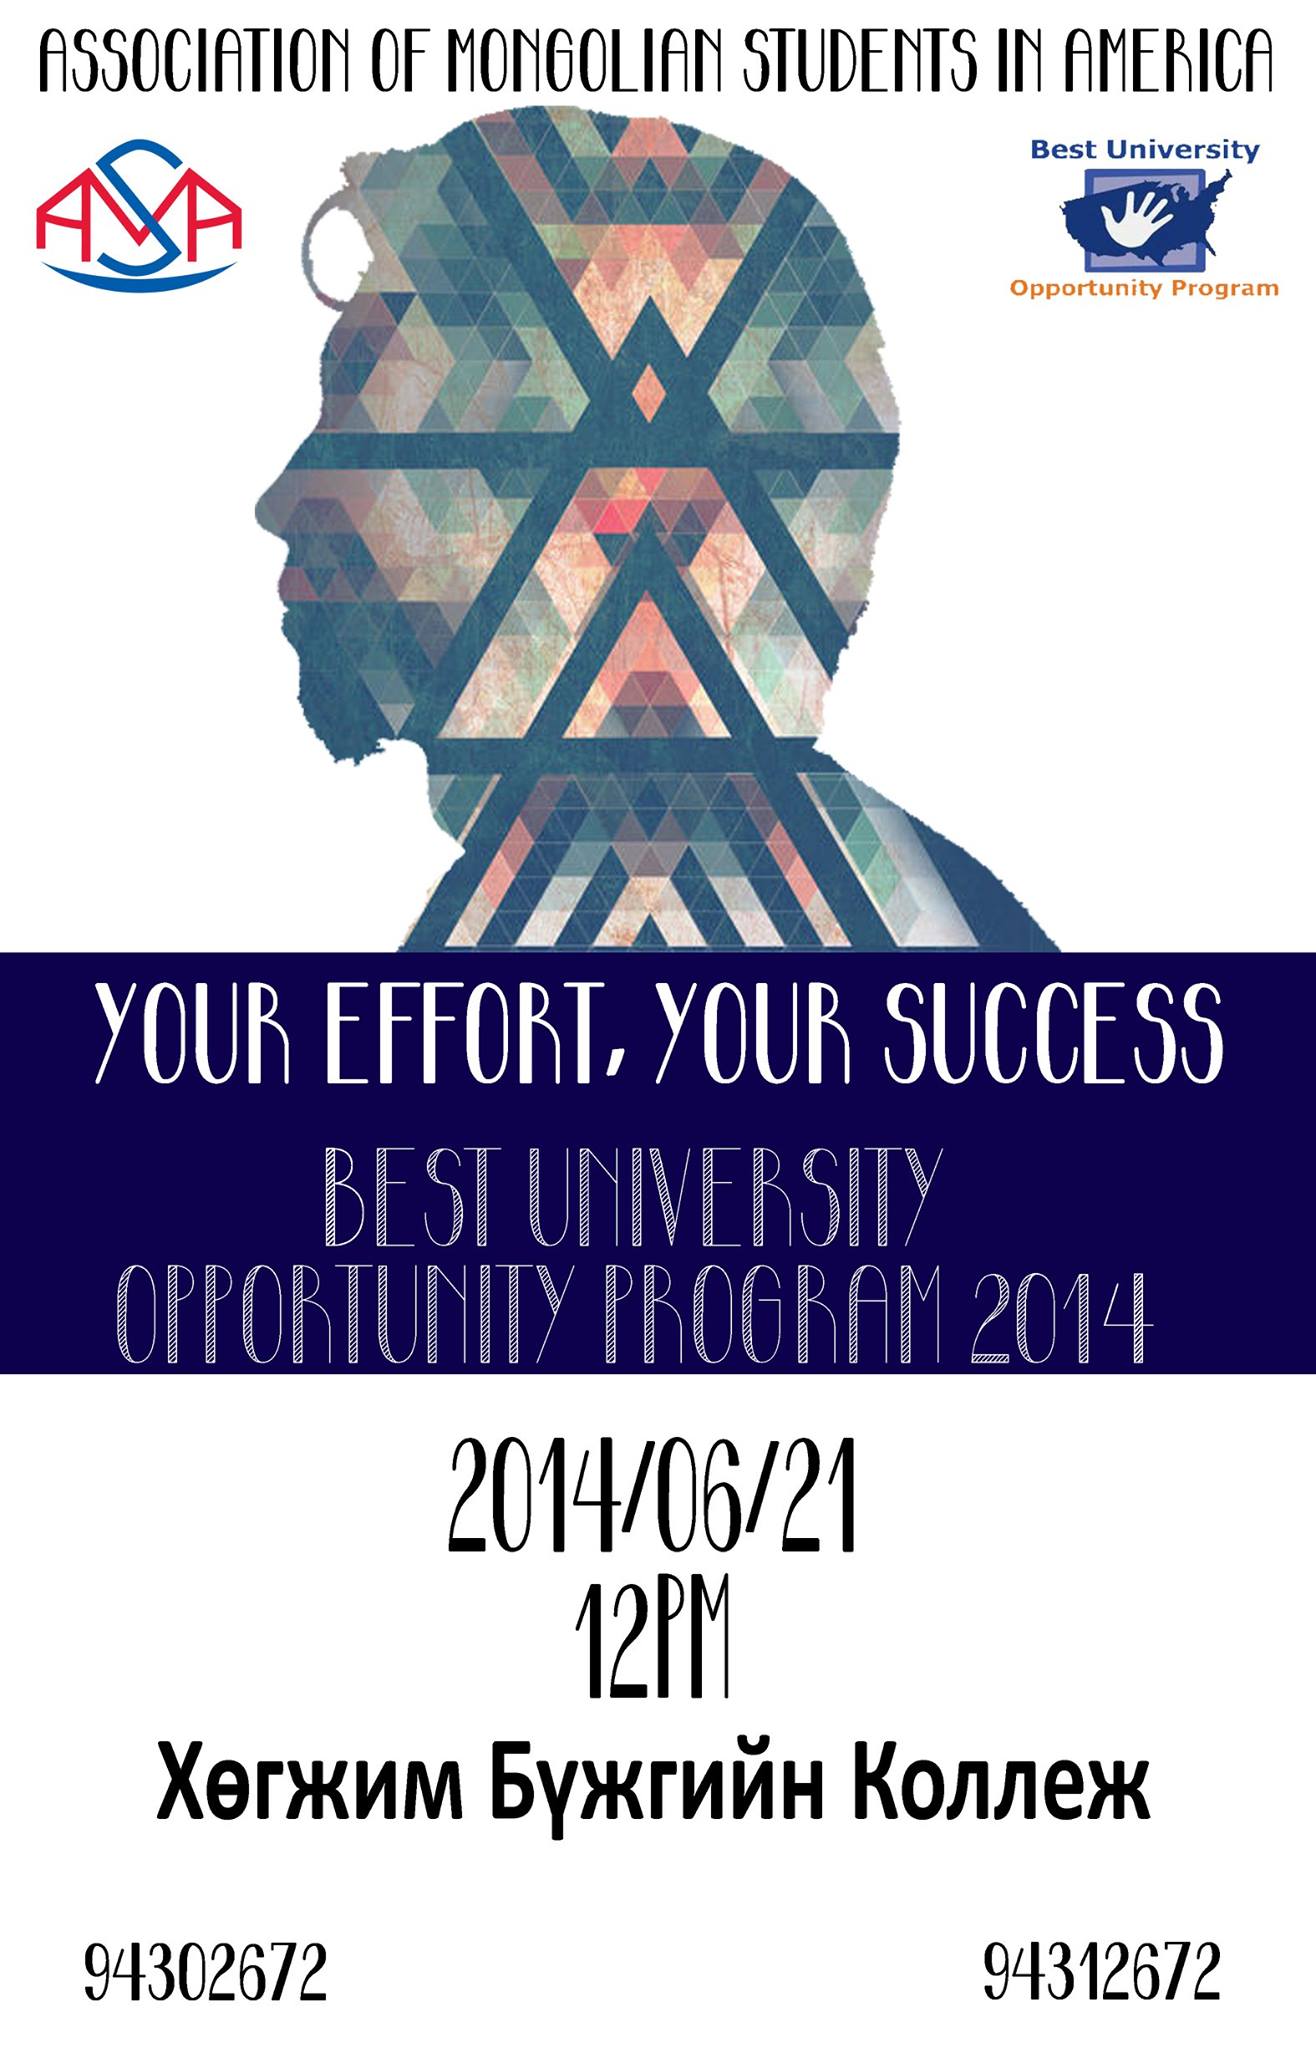 ASSOCIATION OF MONGOLIAN STUDENTS IN AMERICA
AMSA
Best University
Opportunity Program
YOUR EFFORT, YOUR SUCCESS
BEST UNIVERSITY
OPPORTUNITY PROGRAM 2014
2014/06/21
12PM
Хөгжим Бүжгийн Коллеж
94302672
94312672